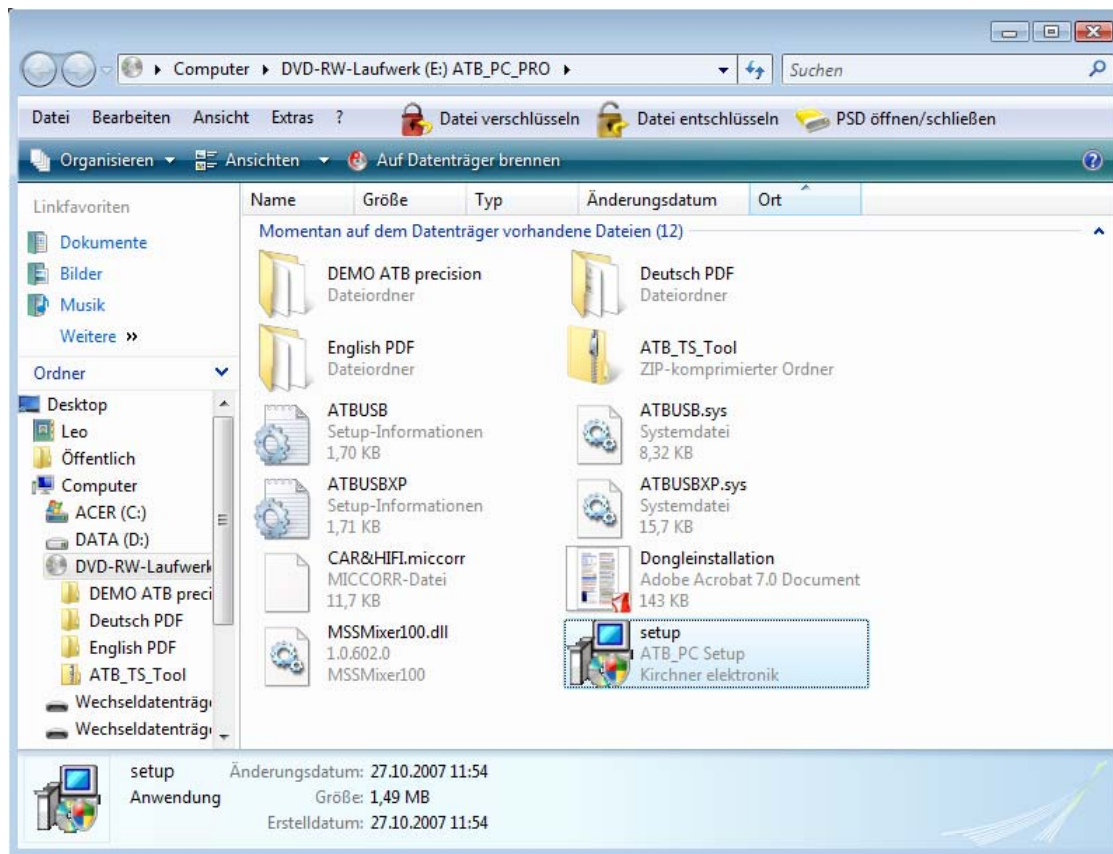 Computer ▸ DVD-RW-Laufwerk (E:) ATB_PC_PRO ▸
Suchen
Datei Bearbeiten Ansicht Extras ? Datei verschlüsseln Datei entschlüsseln PSD öffnen/schließen
Organisieren Ansichten Auf Datenträger brennen
Linkfavoriten
Dokumente
Bilder
Musik
Weitere »
Ordner
Desktop
Leo
Öffentlich
Computer
ACER (C:)
DATA (D:)
DVD-RW-Laufwerk
DEMO ATB preci
Deutsch PDF
English PDF
ATB_TS_Tool
Wechseldatenträg
Wechseldatenträg
Name Größe Typ Änderungsdatum Ort
Momentan auf dem Datenträger vorhandene Dateien (12)
DEMO ATB precision
Dateiordner
Deutsch PDF
Dateiordner
English PDF
Dateiordner
ATB_TS_Tool
ZIP-komprimierter Ordner
ATBUSB
Setup-Informationen
1,70 KB
ATBUSB.sys
Systemdatei
8,32 KB
ATBUSBXP
Setup-Informationen
1,71 KB
ATBUSBXP.sys
Systemdatei
15,7 KB
CAR&HIFI.miccorr
MICCORR-Datei
11,7 KB
Dongleinstallation
Adobe Acrobat 7.0 Document
143 KB
MSSMixer100.dll
1.0.602.0
MSSMixer100
setup
ATB_PC Setup
Kirchner elektronik
setup Änderungsdatum: 27.10.2007 11:54
Anwendung Größe: 1,49 MB
Erstelldatum: 27.10.2007 11:54